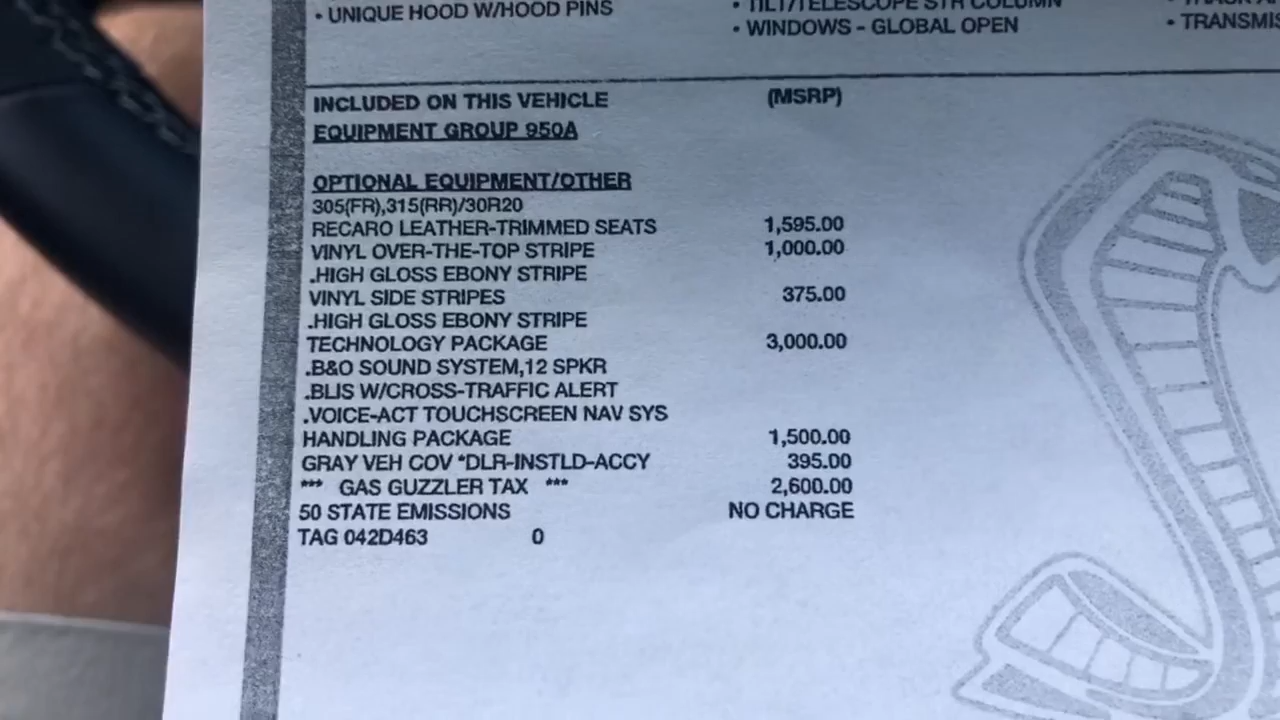 • UNIQUE HOOD W/HOOD PINS
• TILT/TELESCOPE STR COLUMN
• WINDOWS - GLOBAL OPEN
• TRANSMIS
INCLUDED ON THIS VEHICLE (MSRP)
EQUIPMENT GROUP 950A
OPTIONAL EQUIPMENT/OTHER
305(FR),315(RR)/30R20
RECARO LEATHER-TRIMMED SEATS 1,595.00
VINYL OVER-THE-TOP STRIPE 1,000.00
.HIGH GLOSS EBONY STRIPE
VINYL SIDE STRIPES 375.00
.HIGH GLOSS EBONY STRIPE
TECHNOLOGY PACKAGE 3,000.00
.B&O SOUND SYSTEM,12 SPKR
.BLIS W/CROSS-TRAFFIC ALERT
.VOICE-ACT TOUCHSCREEN NAV SYS
HANDLING PACKAGE 1,500.00
GRAY VEH COV *DLR-INSTLD-ACCY 395.00
*** GAS GUZZLER TAX *** 2,600.00
50 STATE EMISSIONS NO CHARGE
TAG 042D463 0